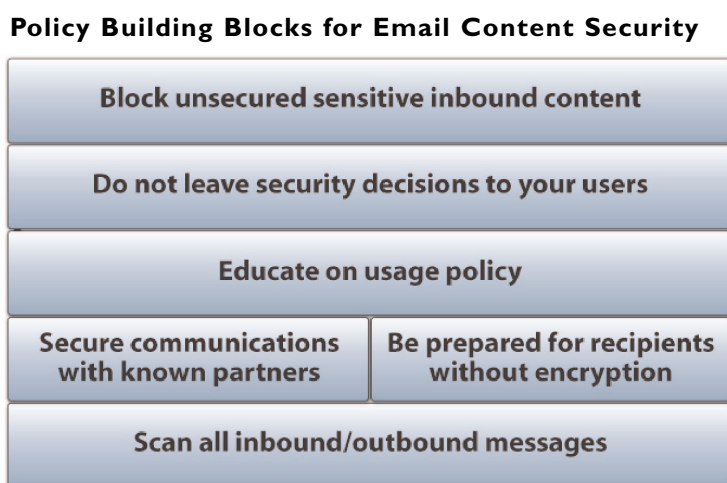 Policy Building Blocks for Email Content Security
Block unsecured sensitive inbound content
Do not leave security decisions to your users
Educate on usage policy
Secure communications
with known partners
Be prepared for recipients
without encryption
Scan all inbound/outbound messages